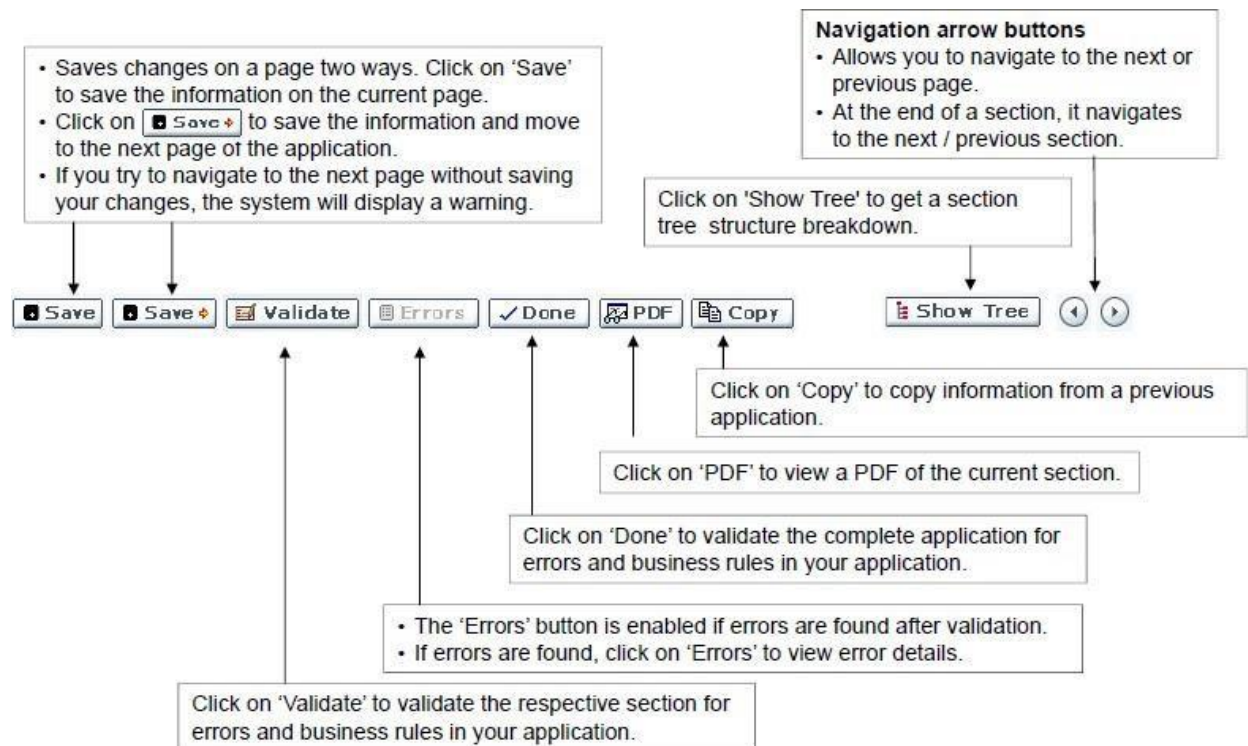 • Saves changes on a page two ways. Click on ‘Save’
to save the information on the current page.
• Click on Save to save the information and move
to the next page of the application.
• If you try to navigate to the next page without saving
your changes, the system will display a warning.
Navigation arrow buttons
• Allows you to navigate to the next or
previous page.
• At the end of a section, it navigates
to the next / previous section.
Click on 'Show Tree' to get a section
tree structure breakdown.
Save Save Validate Errors Done PDF Copy Show Tree
Click on ‘Copy’ to copy information from a previous
application.
Click on ‘PDF’ to view a PDF of the current section.
Click on ‘Done’ to validate the complete application for
errors and business rules in your application.
• The ‘Errors’ button is enabled if errors are found after validation.
• If errors are found, click on ‘Errors’ to view error details.
Click on ‘Validate’ to validate the respective section for
errors and business rules in your application.